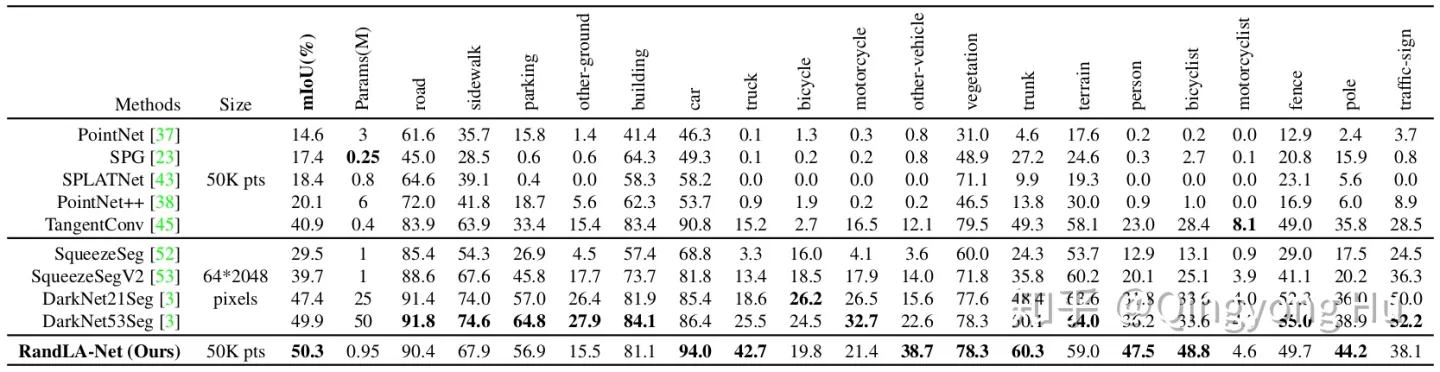 Methods Size mIoU(%) Params(M) road sidewalk parking other-ground building car truck bicycle motorcycle other-vehicle vegetation trunk terrain person bicyclist motorcyclist fence pole traffic-sign
PointNet [37] 14.6 3 61.6 35.7 15.8 1.4 41.4 46.3 0.1 1.3 0.3 0.8 31.0 4.6 17.6 0.2 0.2 0.0 12.9 2.4 3.7
SPG [23] 17.4 0.25 45.0 28.5 0.6 0.6 64.3 49.3 0.1 0.2 0.2 0.8 48.9 27.2 24.6 0.3 2.7 0.1 20.8 15.9 0.8
SPLATNet [43] 50K pts 18.4 0.8 64.6 39.1 0.4 0.0 58.3 58.2 0.0 0.0 0.0 0.0 71.1 9.9 19.3 0.0 0.0 0.0 23.1 5.6 0.0
PointNet++ [38] 20.1 6 72.0 41.8 18.7 5.6 62.3 53.7 0.9 1.9 0.2 0.2 46.5 13.8 30.0 0.9 1.0 0.0 16.9 6.0 8.9
TangentConv [45] 40.9 0.4 83.9 63.9 33.4 15.4 83.4 90.8 15.2 2.7 16.5 12.1 79.5 49.3 58.1 23.0 28.4 8.1 49.0 35.8 28.5
SqueezeSeg [52] 29.5 1 85.4 54.3 26.9 4.5 57.4 68.8 3.3 16.0 4.1 3.6 60.0 24.3 53.7 12.9 13.1 0.9 29.0 17.5 24.5
SqueezeSegV2 [53] 64*2048 39.7 1 88.6 67.6 45.8 17.7 73.7 81.8 13.4 18.5 17.9 14.0 71.8 35.8 60.2 20.1 25.1 3.9 41.1 20.2 36.3
DarkNet21Seg [3] pixels 47.4 25 91.4 74.0 57.0 26.4 81.9 85.4 18.6 26.2 26.5 15.6 77.6 48.4 33.6 4.0 52.3 36.0 50.0
DarkNet53Seg [3] 49.9 50 91.8 74.6 64.8 27.9 84.1 86.4 25.5 24.5 32.7 22.6 78.3 50.1 64.0 36.2 33.6 55.0 38.9 52.2
知乎 @Qingyong Hu
RandLA-Net (Ours) 50K pts 50.3 0.95 90.4 67.9 56.9 15.5 81.1 94.0 42.7 19.8 21.4 38.7 78.3 60.3 59.0 47.5 48.8 4.6 49.7 44.2 38.1